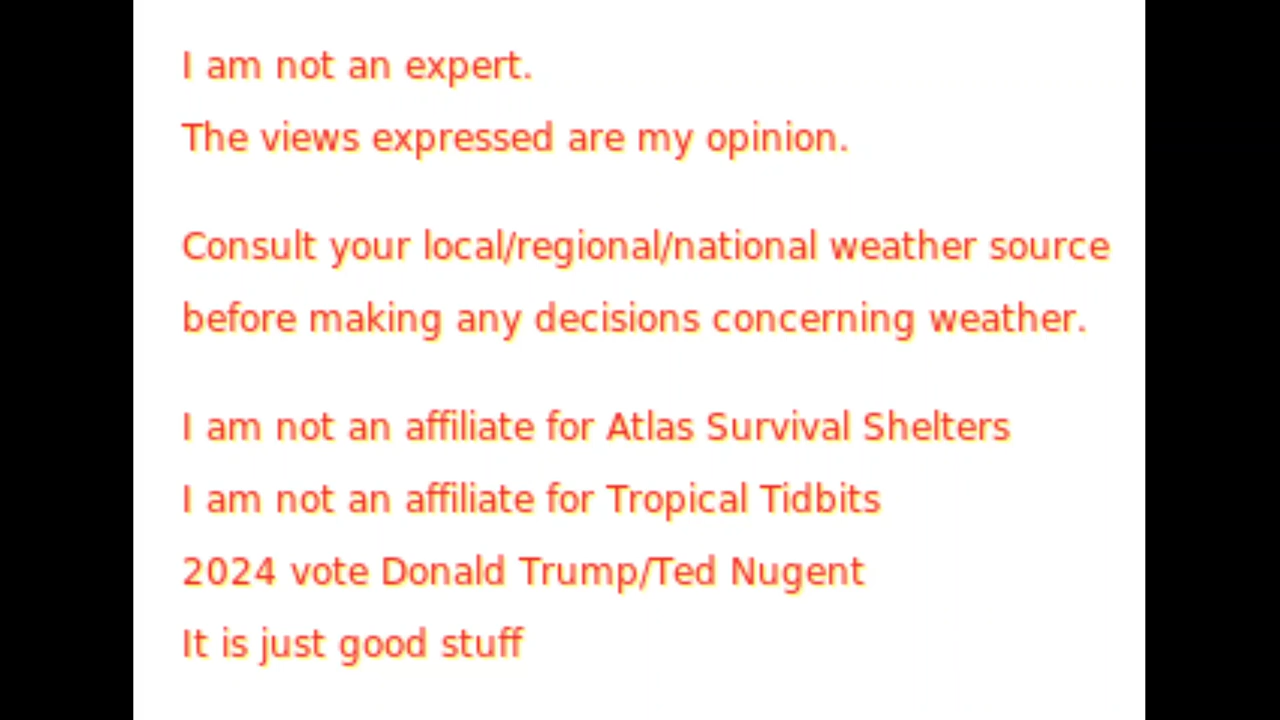 I am not an expert.
The views expressed are my opinion.
Consult your local/regional/national weather source
before making any decisions concerning weather.
I am not an affiliate for Atlas Survival Shelters
I am not an affiliate for Tropical Tidbits
2024 vote Donald Trump/Ted Nugent
It is just good stuff